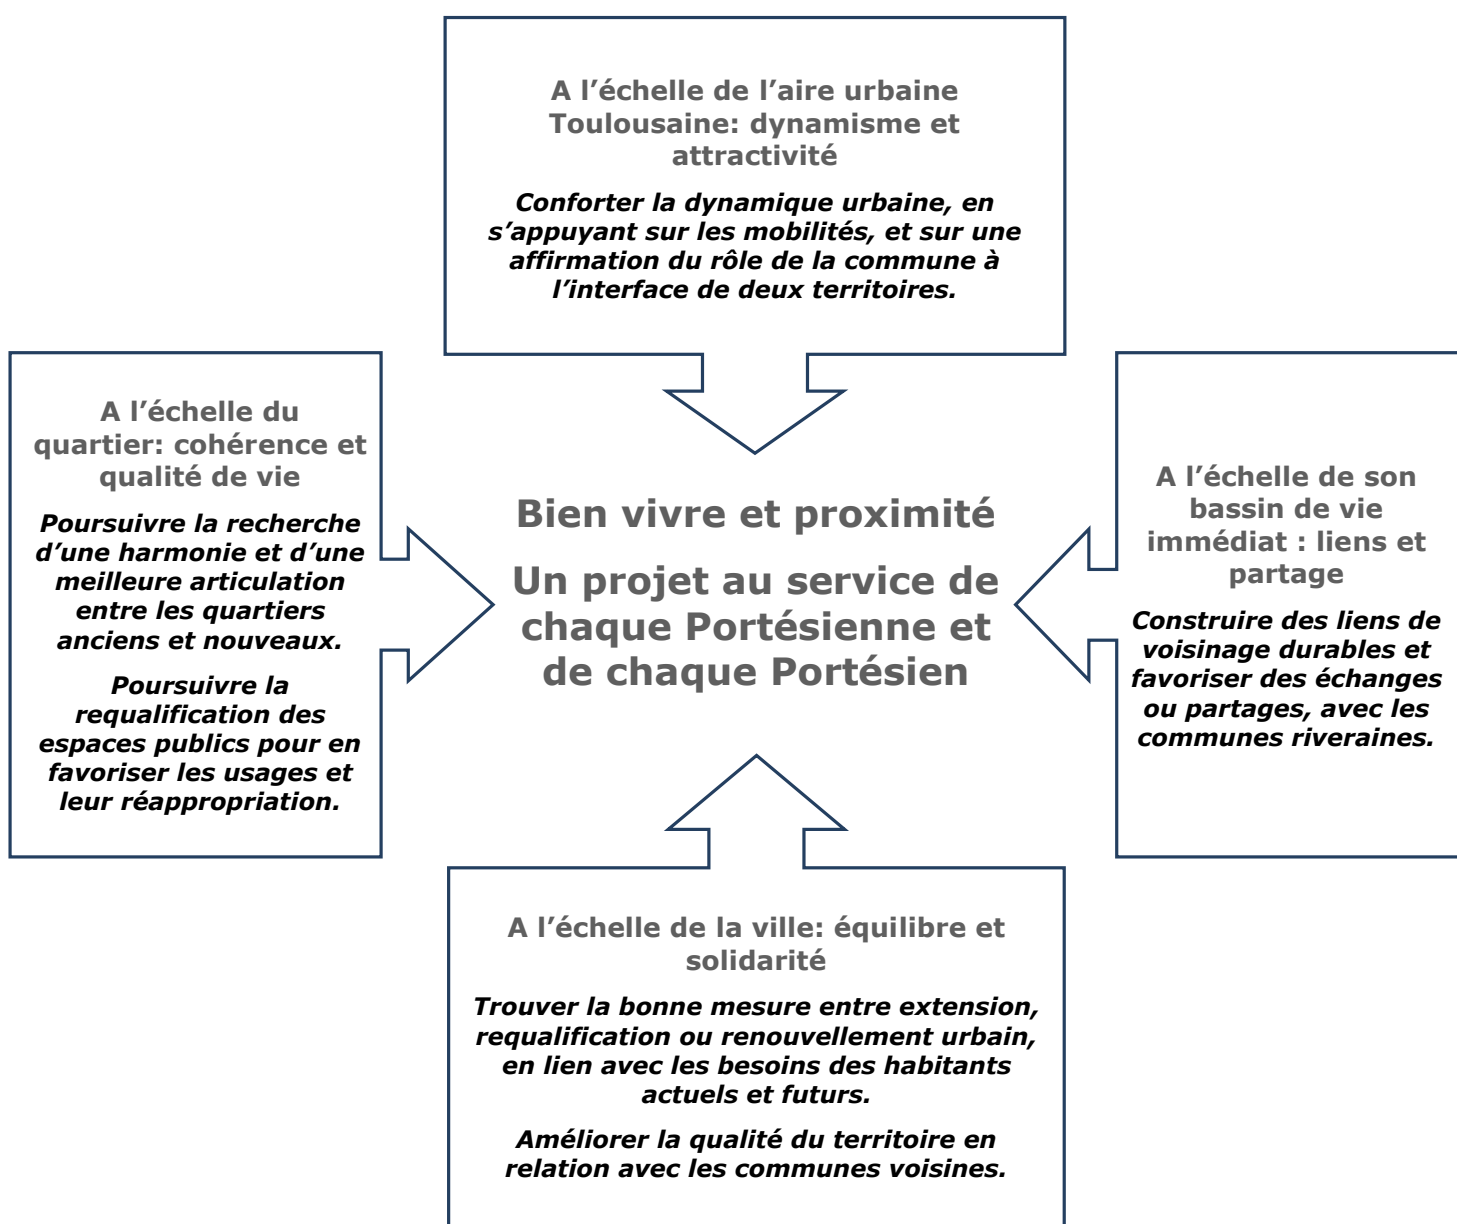 A l’échelle de l’aire urbaine
Toulousaine: dynamisme et
attractivité
Conforter la dynamique urbaine, en
s’appuyant sur les mobilités, et sur une
affirmation du rôle de la commune à
l’interface de deux territoires.
A l’échelle du
quartier: cohérence et
qualité de vie
Poursuivre la recherche
d’une harmonie et d’une
meilleure articulation
entre les quartiers
anciens et nouveaux.
Poursuivre la
requalification des
espaces publics pour en
favoriser les usages et
leur réappropriation.
Bien vivre et proximité
Un projet au service de
chaque Portésienne et
de chaque Portésien
A l’échelle de son
bassin de vie
immédiat : liens et
partage
Construire des liens de
voisinage durables et
favoriser des échanges
ou partages, avec les
communes riveraines.
A l’échelle de la ville: équilibre et
solidarité
Trouver la bonne mesure entre extension,
requalification ou renouvellement urbain,
en lien avec les besoins des habitants
actuels et futurs.
Améliorer la qualité du territoire en
relation avec les communes voisines.